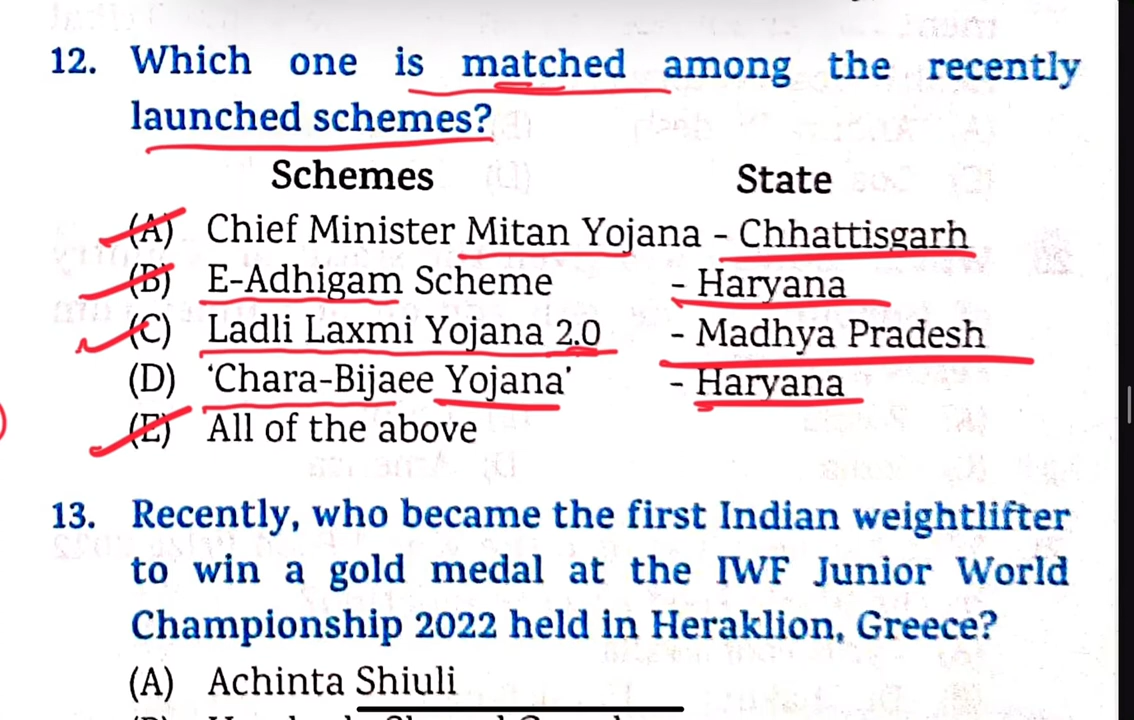 12. Which one is matched among the recently
launched schemes?
Schemes State
(A) Chief Minister Mitan Yojana - Chhattisgarh
(B) E-Adhigam Scheme - Haryana
(C) Ladli Laxmi Yojana 2.0 - Madhya Pradesh
(D) 'Chara-Bijaee Yojana' - Haryana
(E) All of the above
13. Recently, who became the first Indian weightlifter
to win a gold medal at the IWF Junior World
Championship 2022 held in Heraklion, Greece?
(A) Achinta Shiuli